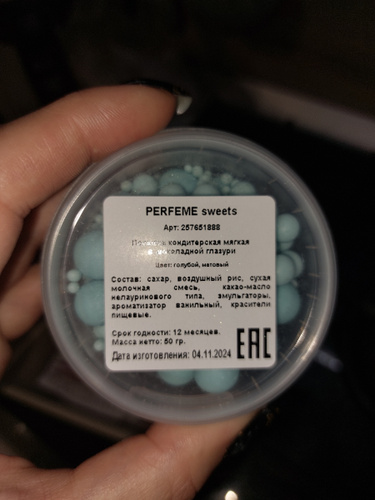 PERFEME sweets
Арт: 257651888
кондитерская мягкая
шоколадной глазури
Цвет: голубой, матовый
Состав: сахар, воздушный рис, сухая
молочная смесь, какао-масло
нелауринового типа, эмульгаторы,
ароматизатор ванильный, красители
пищевые.
Срок годности: 12 месяцев.
Масса нетто: 50 гр.
Дата изготовления: 04.11.2024
EAC